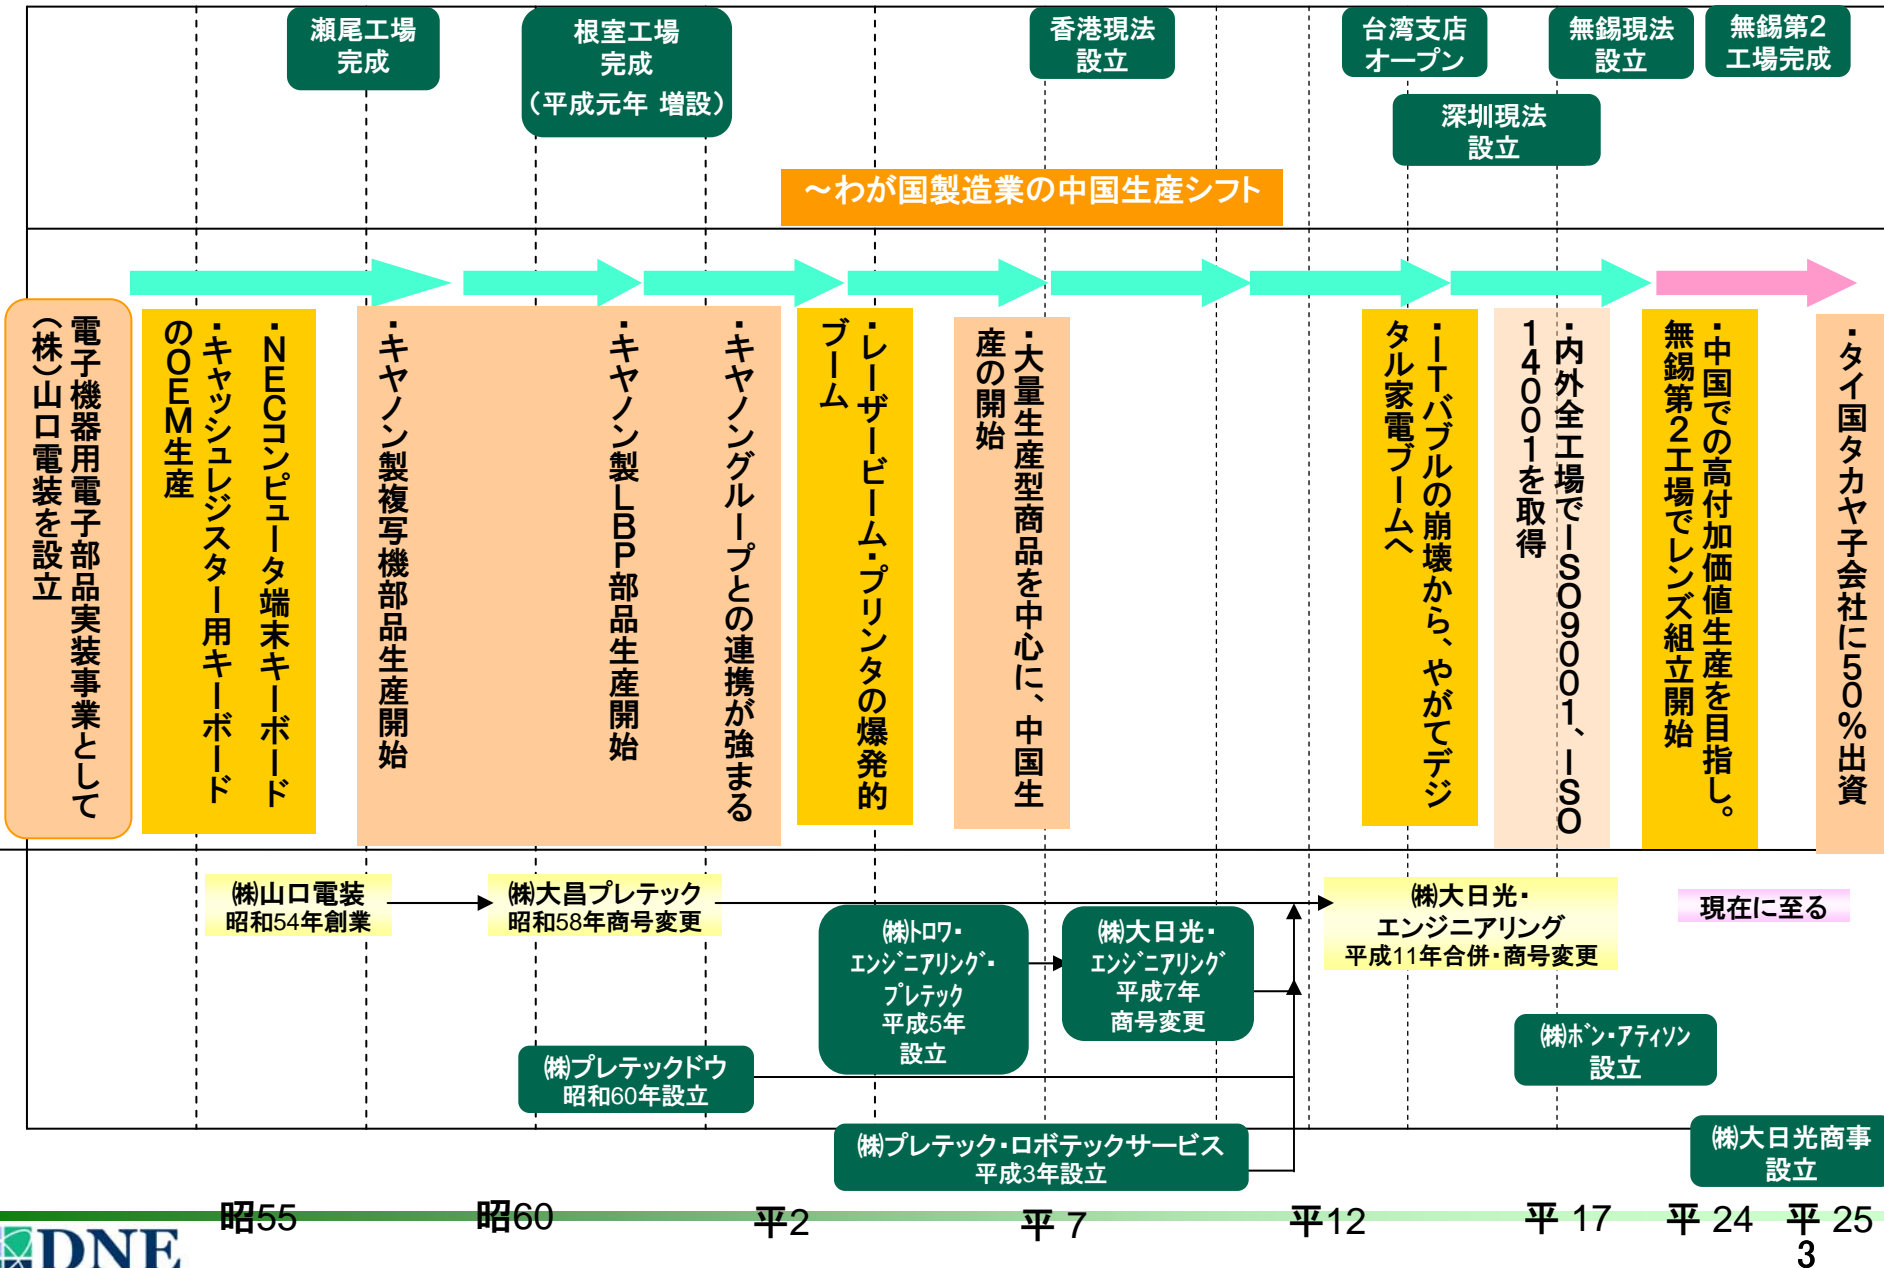 瀬尾工場
完成
根室工場
完成
（平成元年 増設）
香港現法
設立
台湾支店
オープン
無錫現法
設立
無錫第2
工場完成
深圳現法
設立
～わが国製造業の中国生産シフト
電子機器用電子部品実装事業として
（株）山口電装を設立
・NECコンピュータ端末キーボード
・キャッシュレジスター用キーボード
のOEM生産
・キヤノン製複写機部品生産開始
・キヤノン製LBP部品生産開始
・キヤノングループとの連携が強まる
・レーザービーム・プリンタの爆発的
ブーム
・大量生産型商品を中心に、中国生
産の開始
・ITバブルの崩壊から、やがてデジ
タル家電ブームへ
・内外全工場でISO9001、ISO
14001を取得
・中国での高付加価値生産を目指し。
無錫第2工場でレンズ組立開始
・タイ国タカヤ子会社に50％出資
㈱山口電装
昭和54年創業
㈱大昌プレテック
昭和58年商号変更
㈱ﾄﾛﾜ・
ｴﾝｼﾞﾆｱﾘﾝｸﾞ・
ﾌﾟﾚﾃｯｸ
平成5年
設立
㈱大日光・
ｴﾝｼﾞﾆｱﾘﾝｸﾞ
平成7年
商号変更
㈱大日光・
エンジニアリング
平成11年合併・商号変更
現在に至る
㈱プレテックドウ
昭和60年設立
㈱ﾎﾞﾝ・ｱﾃｨｿﾝ
設立
㈱プレテック・ロボテックサービス
平成3年設立
㈱大日光商事
設立
昭55
昭60
平2
平 7
平12
平 17
平 24
平 25
DNE
3